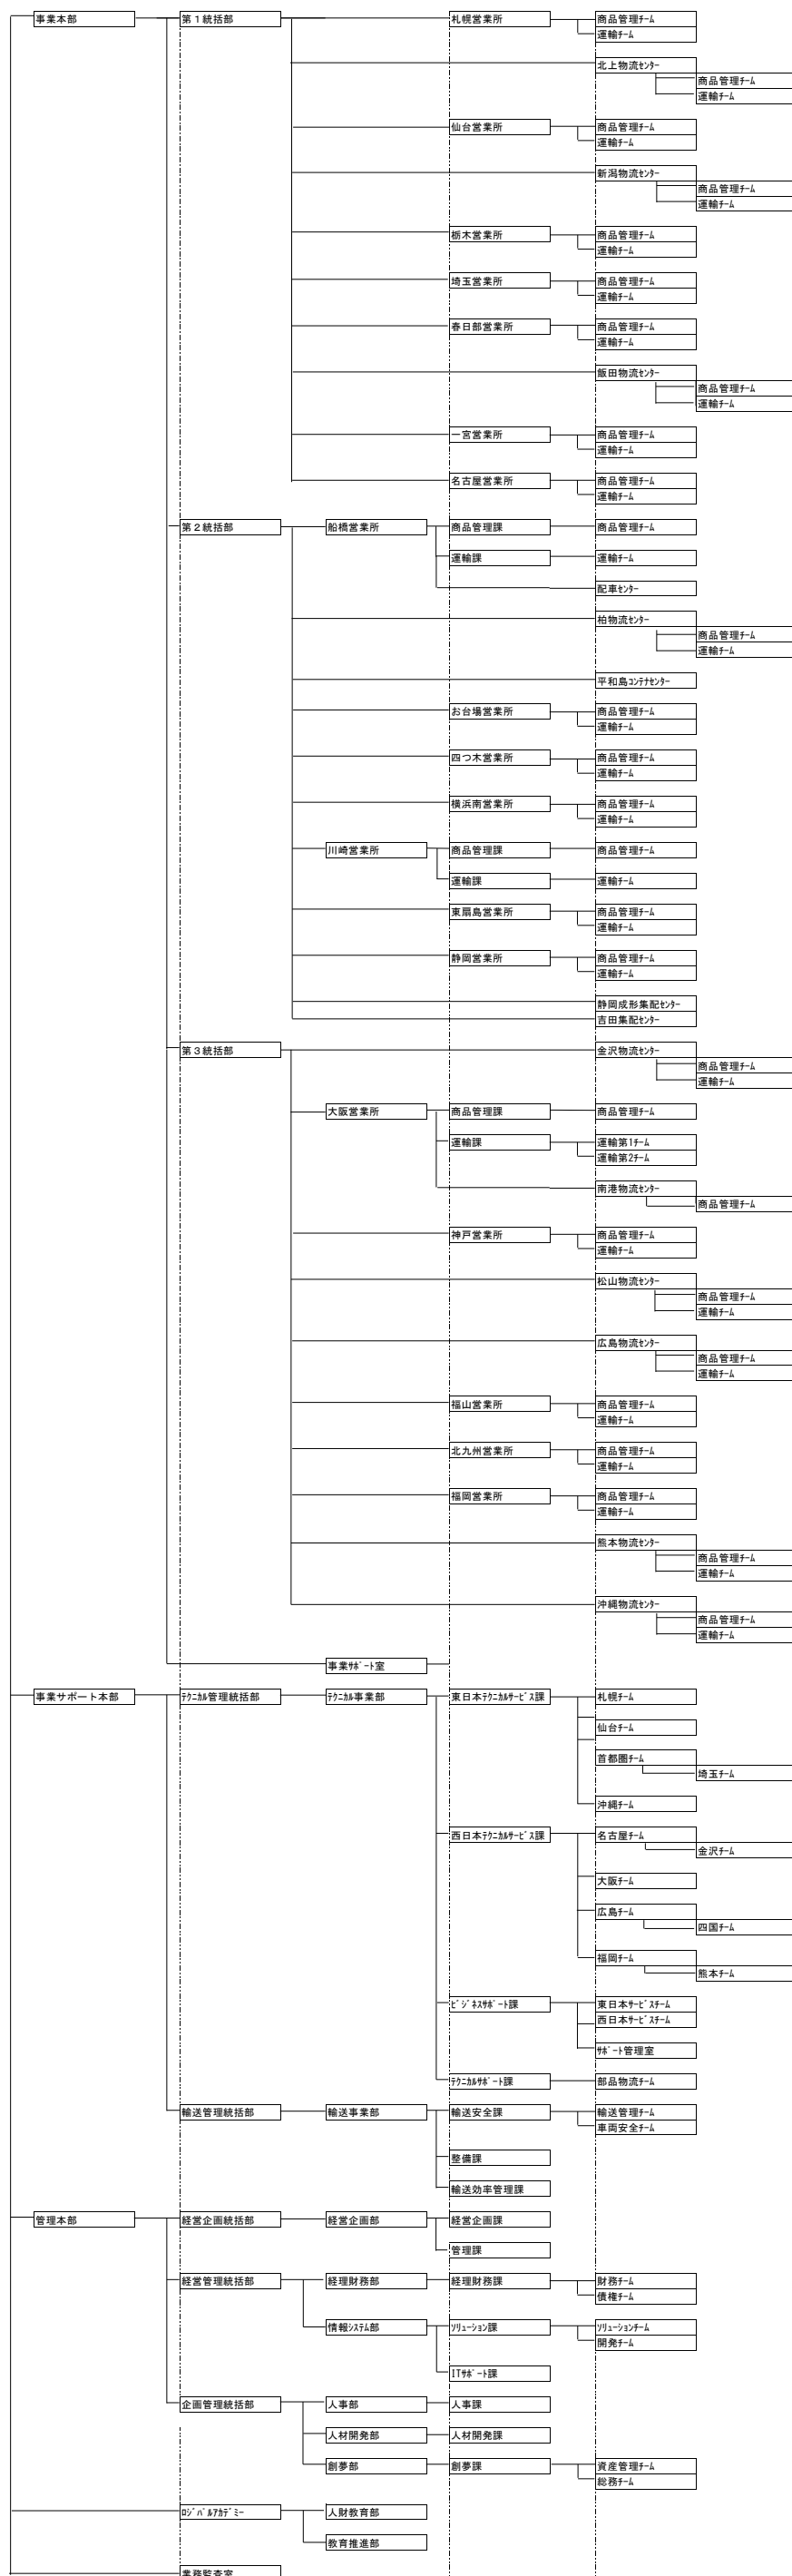 事業本部 第１統括部 札幌営業所 商品管理チーム
運輸チーム
北上物流センター
商品管理チーム
運輸チーム
仙台営業所 商品管理チーム
運輸チーム
新潟物流センター
商品管理チーム
運輸チーム
栃木営業所 商品管理チーム
運輸チーム
埼玉営業所 商品管理チーム
運輸チーム
春日部営業所 商品管理チーム
運輸チーム
飯田物流センター
商品管理チーム
運輸チーム
一宮営業所 商品管理チーム
運輸チーム
名古屋営業所 商品管理チーム
運輸チーム
第２統括部 船橋営業所 商品管理課 商品管理チーム
運輸課 運輸チーム
配車センター
柏物流センター
商品管理チーム
運輸チーム
平和島コンテナセンター
お台場営業所 商品管理チーム
運輸チーム
四つ木営業所 商品管理チーム
運輸チーム
横浜南営業所 商品管理チーム
運輸チーム
川崎営業所 商品管理課 商品管理チーム
運輸課 運輸チーム
東扇島営業所 商品管理チーム
運輸チーム
静岡営業所 商品管理チーム
運輸チーム
静岡成形集配センター
吉田集配センター
第３統括部 金沢物流センター
商品管理チーム
運輸チーム
大阪営業所 商品管理課 商品管理チーム
運輸課 運輸第1チーム
運輸第2チーム
南港物流センター
商品管理チーム
神戸営業所 商品管理チーム
運輸チーム
松山物流センター
商品管理チーム
運輸チーム
広島物流センター
商品管理チーム
運輸チーム
福山営業所 商品管理チーム
運輸チーム
北九州営業所 商品管理チーム
運輸チーム
福岡営業所 商品管理チーム
運輸チーム
熊本物流センター
商品管理チーム
運輸チーム
沖縄物流センター
商品管理チーム
運輸チーム
事業サポート室
事業サポート本部 テクニカル管理統括部 テクニカル事業部 東日本テクニカルサービス課 札幌チーム
仙台チーム
首都圏チーム
埼玉チーム
沖縄チーム
西日本テクニカルサービス課 名古屋チーム
金沢チーム
大阪チーム
広島チーム
四国チーム
福岡チーム
熊本チーム
ビジネスサポート課 東日本サービスチーム
西日本サービスチーム
サポート管理室
テクニカルサポート課 部品物流チーム
輸送管理統括部 輸送事業部 輸送安全課 輸送管理チーム
車両安全チーム
整備課
輸送効率管理課
管理本部 経営企画統括部 経営企画部 経営企画課
管理課
経営管理統括部 経理財務部 経理財務課 財務チーム
債権チーム
情報システム部 ソリューション課 ソリューションチーム
開発チーム
ITサポート課
企画管理統括部 人事部 人事課
人材開発部 人材開発課
創夢部 創夢課 資産管理チーム
総務チーム
ロジパルアカデミー 人財教育部
教育推進部
業務監査室